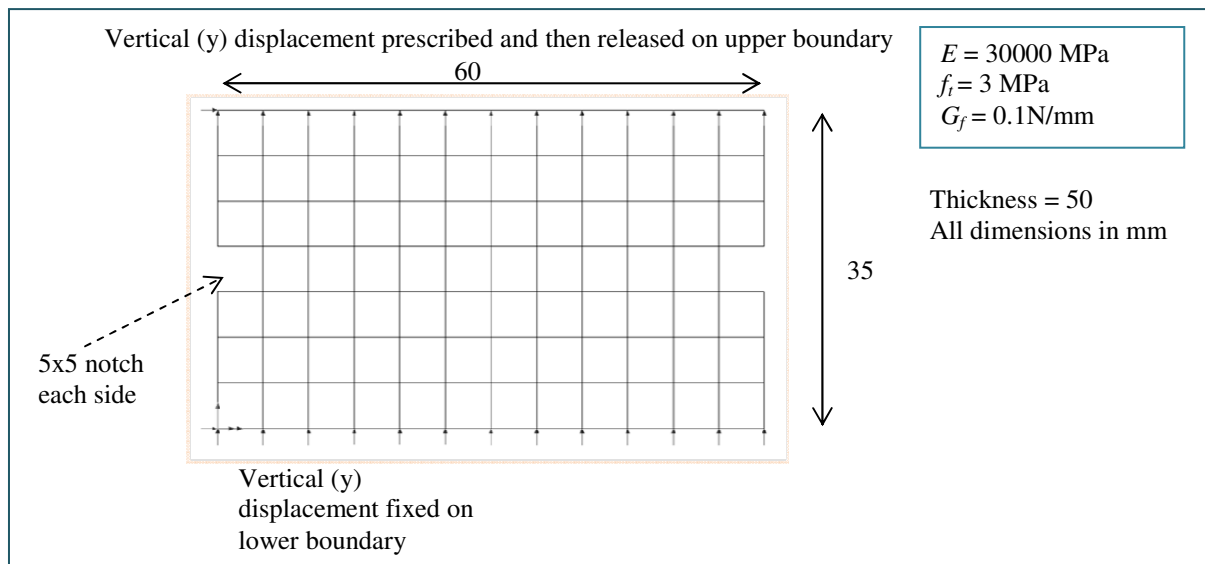 Vertical (y) displacement prescribed and then released on upper boundary
60
E = 30000 MPa
fₜ = 3 MPa
G_f = 0.1N/mm
Thickness = 50
All dimensions in mm
35
5x5 notch
each side
Vertical (y)
displacement fixed on
lower boundary